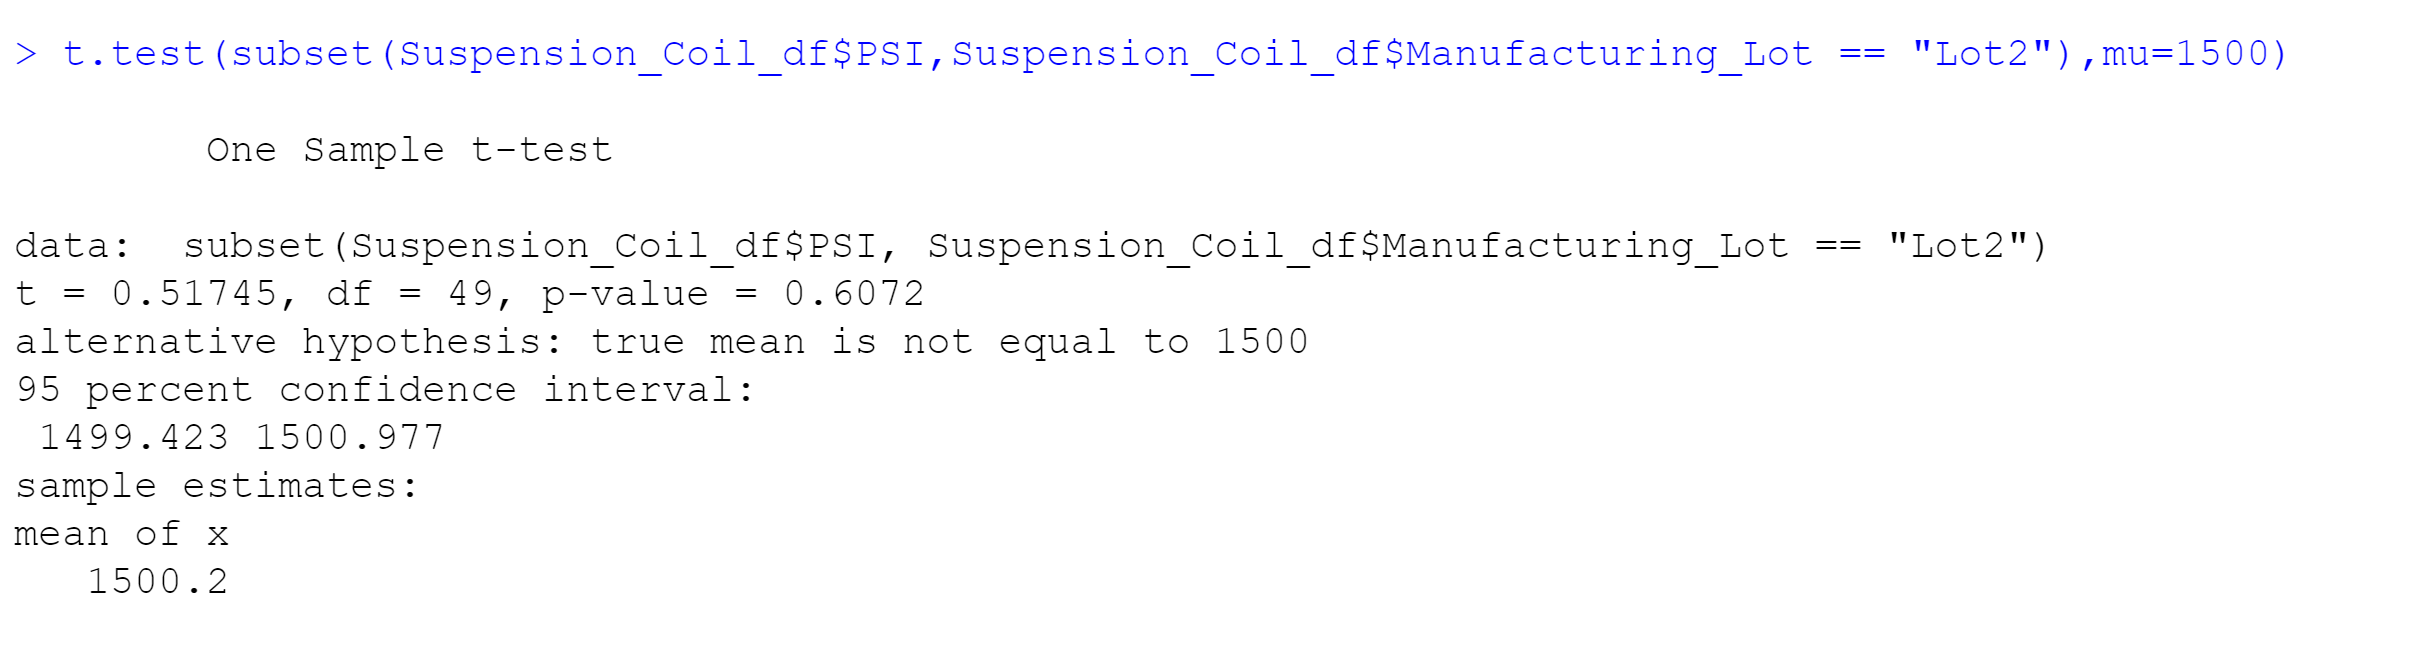 > t.test(subset(Suspension_Coil_df$PSI,Suspension_Coil_df$Manufacturing_Lot == "Lot2"),mu=1500)
One Sample t-test
data:  subset(Suspension_Coil_df$PSI, Suspension_Coil_df$Manufacturing_Lot == "Lot2")
t = 0.51745, df = 49, p-value = 0.6072
alternative hypothesis: true mean is not equal to 1500
95 percent confidence interval:
 1499.423 1500.977
sample estimates:
mean of x
   1500.2